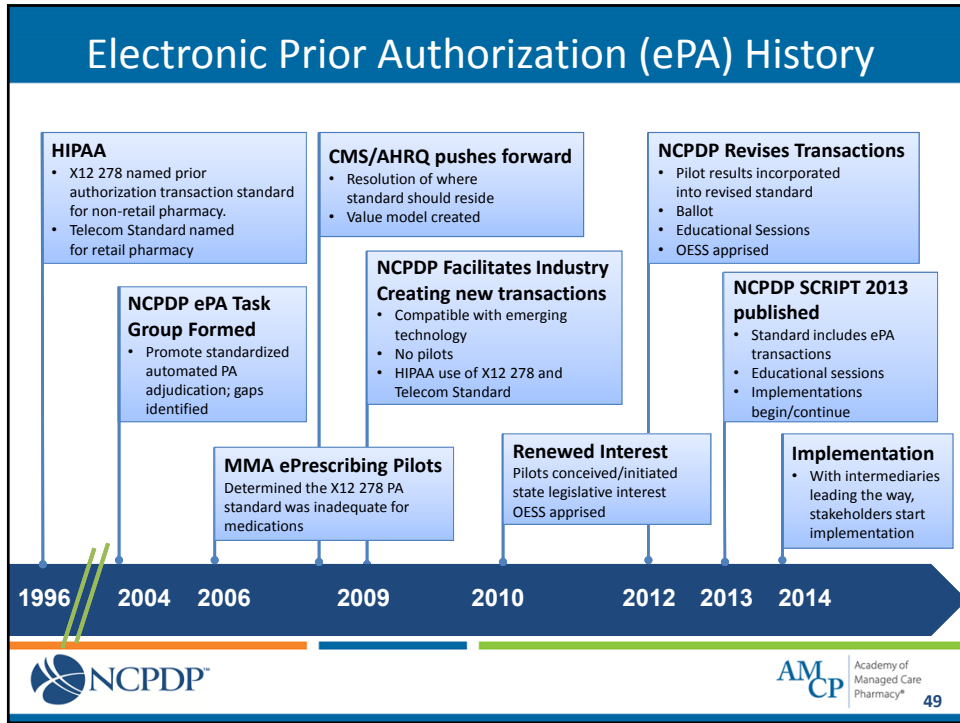 Electronic Prior Authorization (ePA) History
HIPAA
• X12 278 named prior
authorization transaction standard
for non-retail pharmacy.
• Telecom Standard named
for retail pharmacy
NCPDP ePA Task
Group Formed
• Promote standardized
automated PA
adjudication; gaps
identified
MMA ePrescribing Pilots
Determined the X12 278 PA
standard was inadequate for
medications
CMS/AHRQ pushes forward
• Resolution of where
standard should reside
• Value model created
NCPDP Facilitates Industry
Creating new transactions
• Compatible with emerging
technology
• No pilots
• HIPAA use of X12 278 and
Telecom Standard
Renewed Interest
Pilots conceived/initiated
state legislative interest
OESS apprised
NCPDP Revises Transactions
• Pilot results incorporated
into revised standard
• Ballot
• Educational Sessions
• OESS apprised
NCPDP SCRIPT 2013
published
• Standard includes ePA
transactions
• Educational sessions
• Implementations
begin/continue
Implementation
• With intermediaries
leading the way,
stakeholders start
implementation
1996 2004 2006 2009 2010 2012 2013 2014
NCPDP™
AMCP
Academy of
Managed Care
Pharmacy®
49